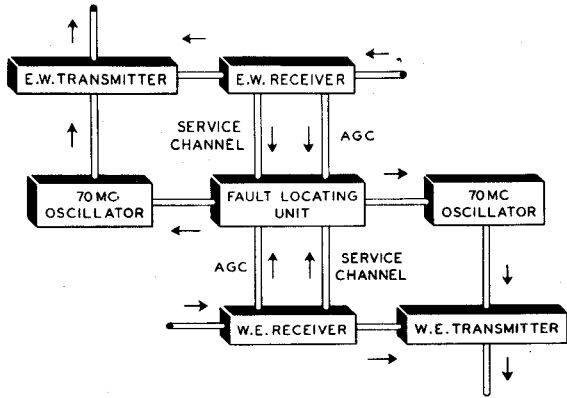 E.W. TRANSMITTER
E.W. RECEIVER
SERVICE
CHANNEL
AGC
70 MC.
OSCILLATOR
FAULT LOCATING
UNIT
70 MC
OSCILLATOR
AGC
SERVICE
CHANNEL
W.E. RECEIVER
W.E. TRANSMITTER